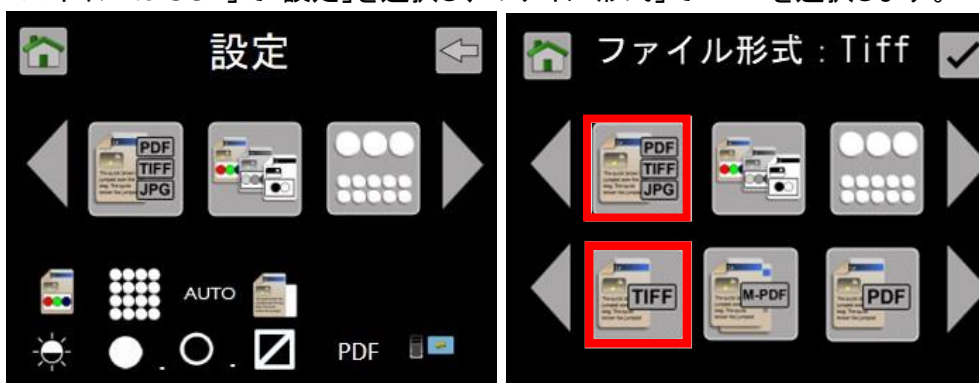 設定
PDF
TIFF
JPG
AUTO
PDF
ファイル形式 : Tiff
PDF
TIFF
JPG
TIFF
M-PDF
PDF